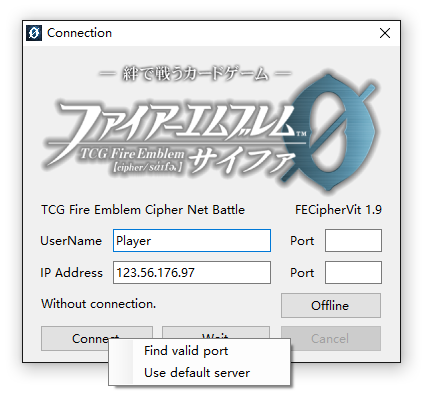 Connection
― 絆で戦うカードゲーム ―
ファイアーエムブレム™ 0
TCG Fire Emblem サイファ
[cipher/sáifə.]
TCG Fire Emblem Cipher Net Battle FECipherVit 1.9
UserName Player Port
IP Address 123.56.176.97 Port
Without connection. Offline
Connect Wait Cancel
Find valid port
Use default server